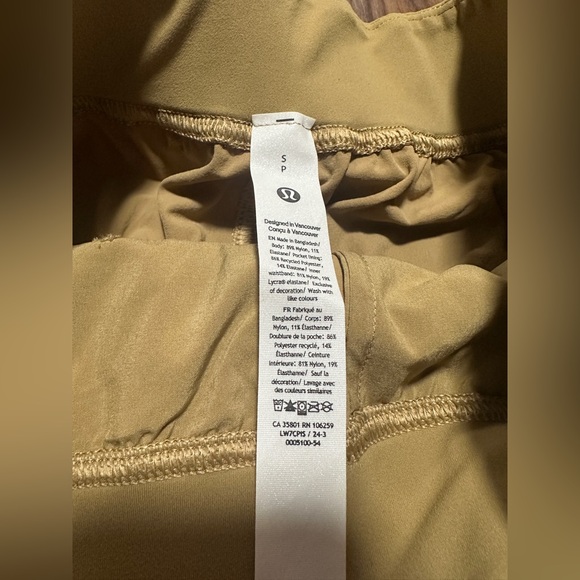 S
P
Designed in Vancouver
Conçu à Vancouver
EN Made in Bangladesh/
Body: 89% Nylon, 11%
Elastane/ Pocket lining:
86% Recycled Polyester,
14% Elastane/ Inner
waistband: 81% Nylon, 19%
Lycra® elastane/ Exclusive
of decoration/ Wash with
like colours
FR Fabriqué au
Bangladesh/ Corps: 89%
Nylon, 11% Élasthanne/
Doublure de la poche: 86%
Polyester recyclé, 14%
Élasthanne/ Ceinture
Intérieure: 81% Nylon, 19%
Élasthanne/ Sauf la
décoration/ Lavage avec
des couleurs similaires
CA 35801 RN 106259
LW7CPIS / 24-3
0005100-54